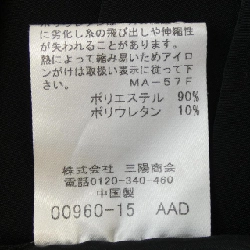 に劣化し糸の飛び出しや伸縮性
が失われることがあります。
熱によって縮み易いためアイロ
ンがけは取扱い表示に従って下
さい。 MA-57F
ポリエステル 90%
ポリウレタン 10%
株式会社 三陽商会
電話0120-340-460
中国製
00960-15 AAD